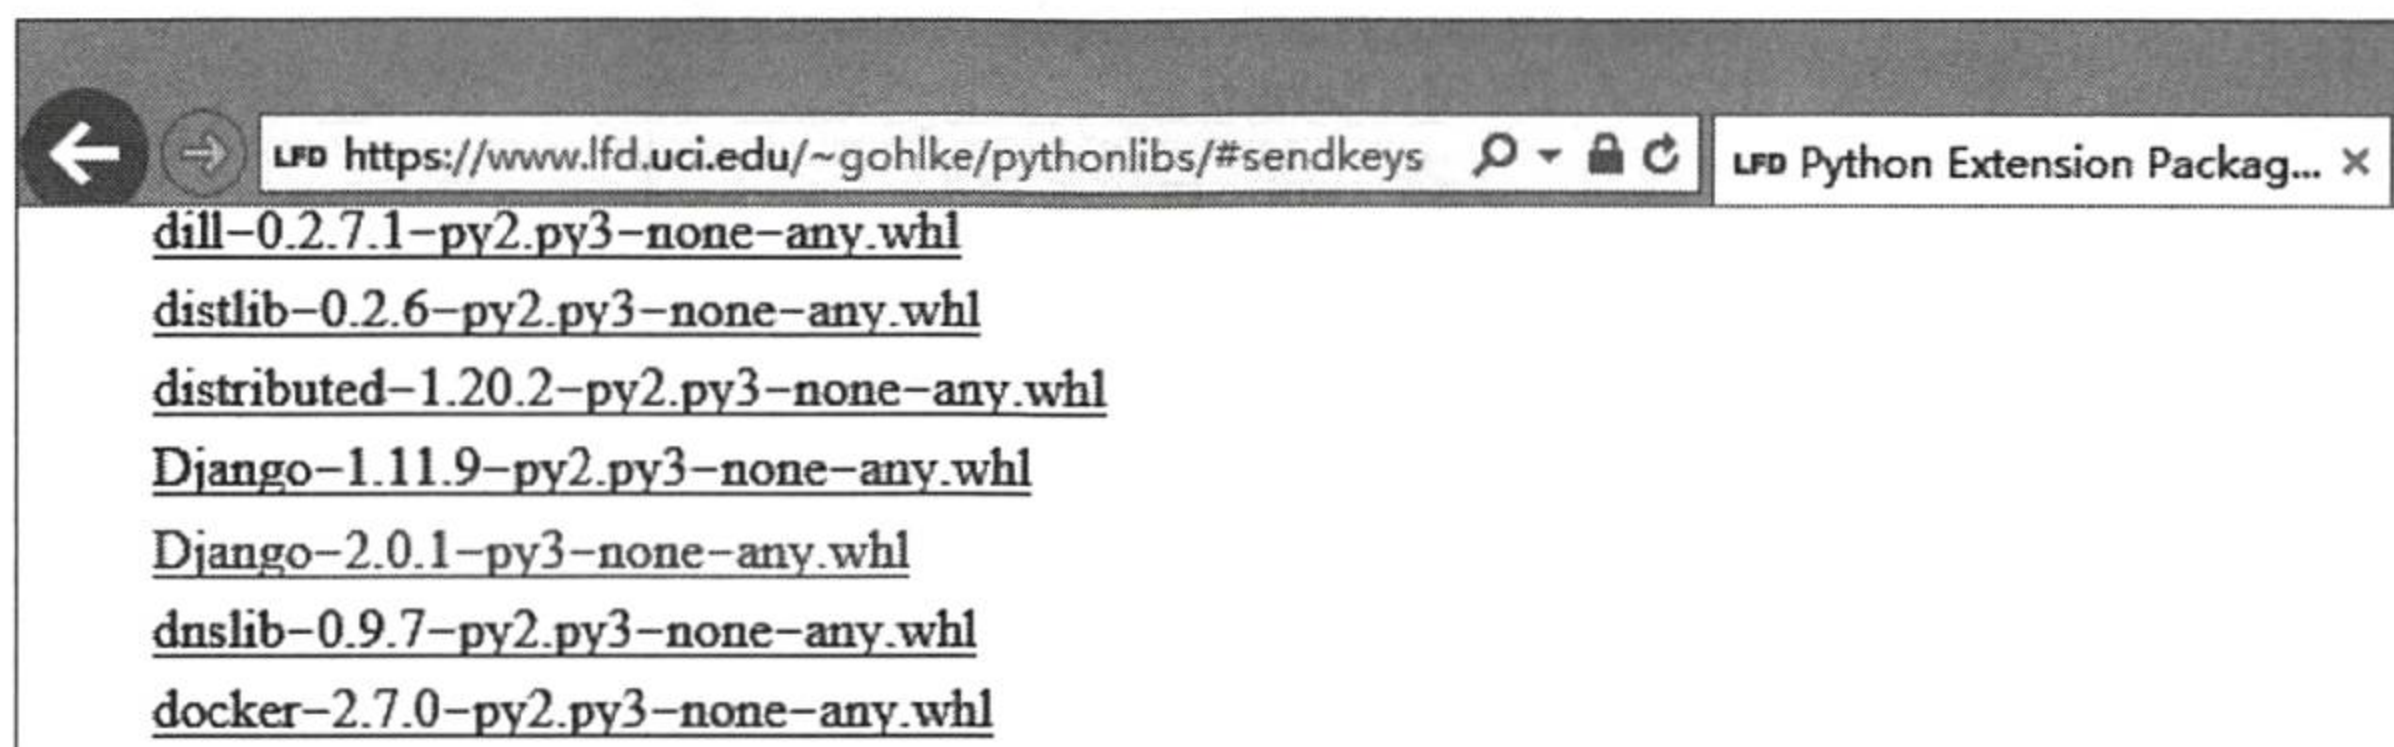 LFD https://www.lfd.uci.edu/~gohlke/pythonlibs/#sendkeys
LFD Python Extension Packag...
dill-0.2.7.1-py2.py3-none-any.whl
distlib-0.2.6-py2.py3-none-any.whl
distributed-1.20.2-py2.py3-none-any.whl
Django-1.11.9-py2.py3-none-any.whl
Django-2.0.1-py3-none-any.whl
dnslib-0.9.7-py2.py3-none-any.whl
docker-2.7.0-py2.py3-none-any.whl